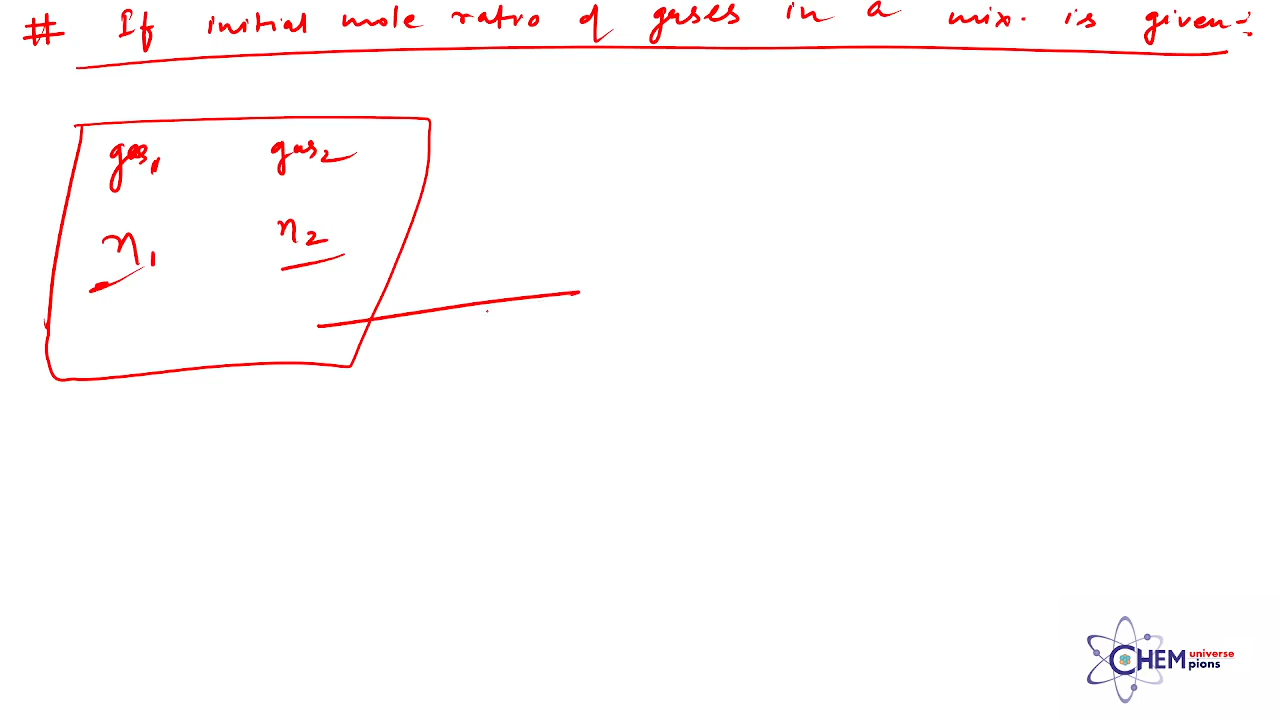 # If initial mole ratio of gases in a mix. is given :-
gas₁ gas₂
n₁ n₂
CHEM universe
pions